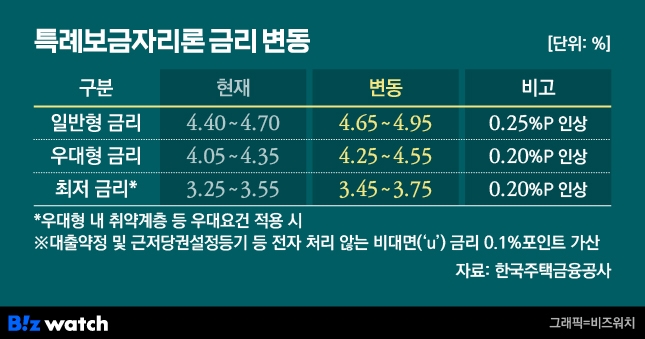 특례보금자리론 금리 변동 [단위: %]
구분 현재 변동 비고
일반형 금리 4.40~4.70 4.65~4.95 0.25%P 인상
우대형 금리 4.05~4.35 4.25~4.55 0.20%P 인상
최저 금리* 3.25~3.55 3.45~3.75 0.20%P 인상
*우대형 내 취약계층 등 우대요건 적용 시
※대출약정 및 근저당권설정등기 등 전자 처리 않는 비대면(‘u’) 금리 0.1%포인트 가산
자료: 한국주택금융공사
B!z watch 그래픽=비즈워치